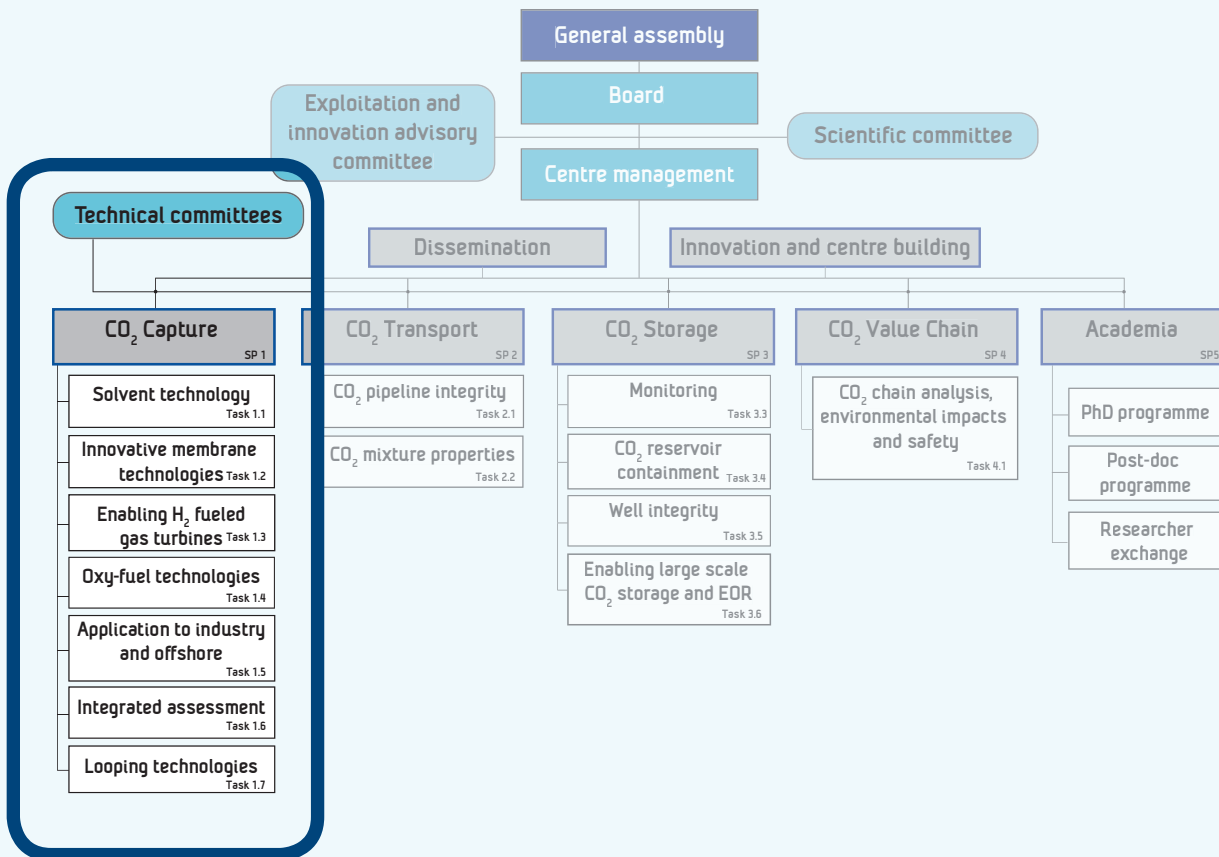 General assembly
Board
Exploitation and
innovation advisory
committee
Scientific committee
Centre management
Technical committees
Dissemination
Innovation and centre building
CO₂ Capture
SP 1
Solvent technology
Task 1.1
Innovative membrane
technologies Task 1.2
Enabling H₂ fueled
gas turbines Task 1.3
Oxy-fuel technologies
Task 1.4
Application to industry
and offshore
Task 1.5
Integrated assessment
Task 1.6
Looping technologies
Task 1.7
CO₂ Transport
SP 2
CO₂ pipeline integrity
Task 2.1
CO₂ mixture properties
Task 2.2
CO₂ Storage
SP 3
Monitoring
Task 3.3
CO₂ reservoir
containment Task 3.4
Well integrity
Task 3.5
Enabling large scale
CO₂ storage and EOR
Task 3.6
CO₂ Value Chain
SP 4
CO₂ chain analysis,
environmental impacts
and safety
Task 4.1
Academia
SP5
PhD programme
Post-doc
programme
Researcher
exchange